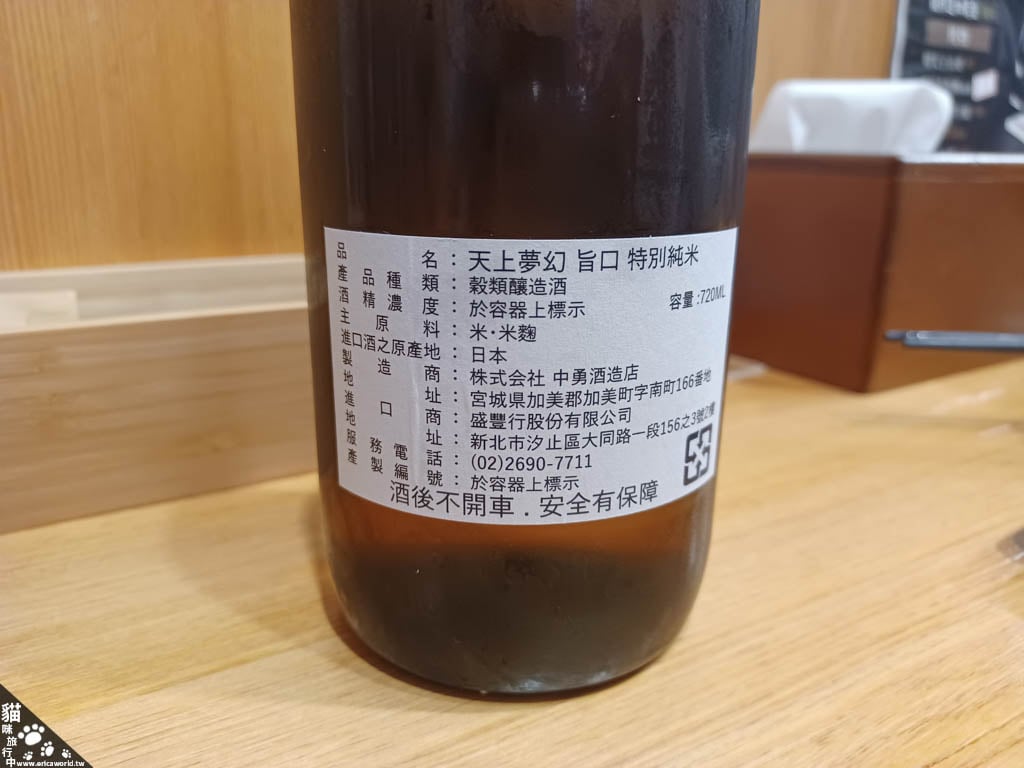 品名：天上夢幻 旨口 特別純米
產品種類：穀類釀造酒
容量:720ML
酒精濃度：於容器上標示
主原料：米·米麴
進口酒之原產地：日本
製造商：株式会社 中勇酒造店
地址：宮城県加美郡加美町字南町166番地
進口商：盛豐行股份有限公司
地址：新北市汐止區大同路一段156之3號2樓
服務電話：(02)2690-7711
產製編號：於容器上標示
酒後不開車.安全有保障
貓咪旅行中
www.ericaworld.tw